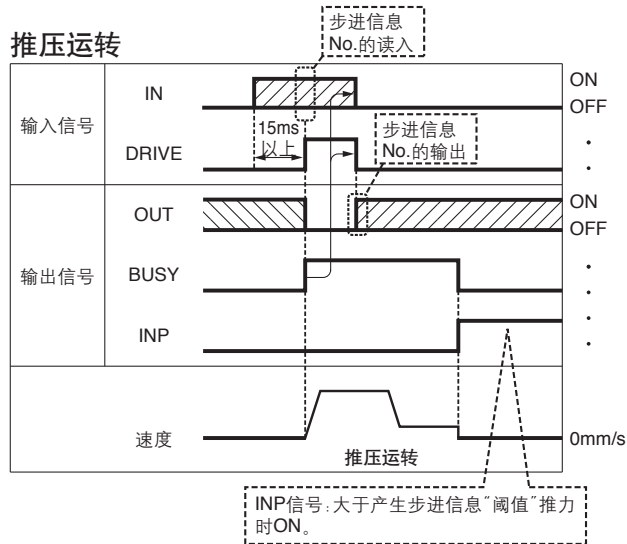 推压运转
步进信息
No.的读入
输入信号
IN
ON
OFF
15ms
以上
DRIVE
步进信息
No.的输出
输出信号
OUT
ON
OFF
BUSY
INP
速度
0mm/s
推压运转
INP信号:大于产生步进信息"阈值"推力
时ON。